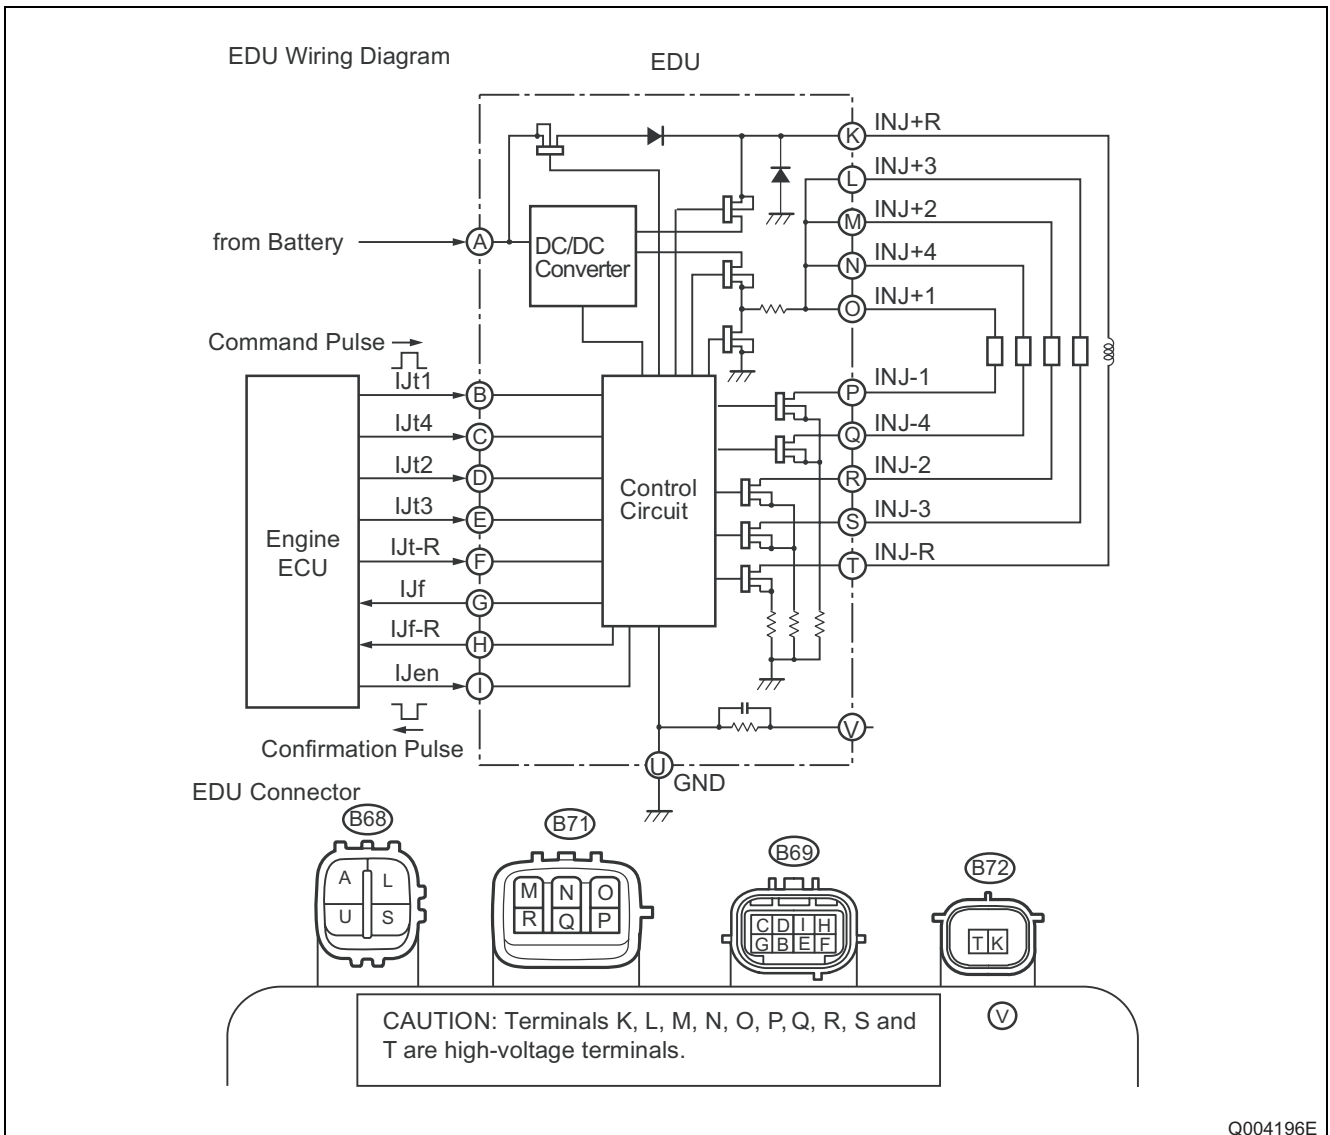 EDU Wiring Diagram
EDU
from Battery
A
DC/DC
Converter
K
INJ+R
L
INJ+3
M
INJ+2
N
INJ+4
O
INJ+1
Command Pulse
Engine
ECU
IJt1
B
IJt4
C
IJt2
D
IJt3
E
IJt-R
F
IJf
G
IJf-R
H
IJen
I
Confirmation Pulse
Control
Circuit
P
INJ-1
Q
INJ-4
R
INJ-2
S
INJ-3
T
INJ-R
V
U
GND
EDU Connector
B68
A L
U S
B71
M N O
R Q P
B69
C D I H
G B E F
B72
T K
CAUTION: Terminals K, L, M, N, O, P, Q, R, S and
T are high-voltage terminals.
V
Q004196E